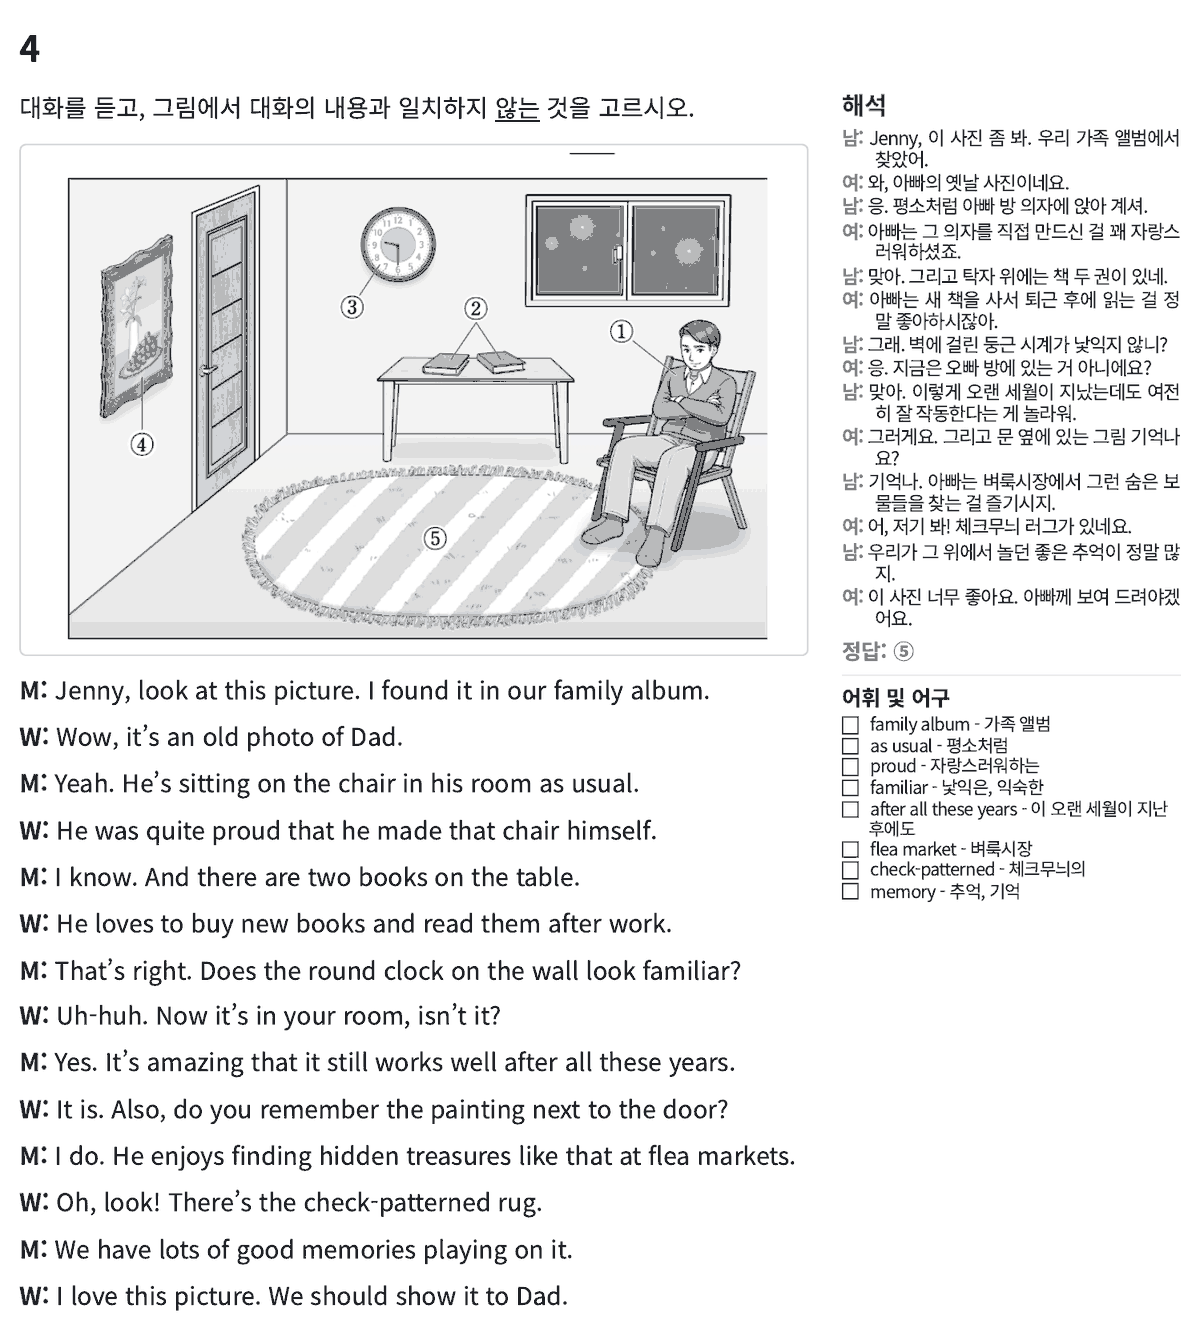 4
대화를 듣고, 그림에서 대화의 내용과 일치하지 않는 것을 고르시오.
①
②
③
④
⑤
M: Jenny, look at this picture. I found it in our family album.
W: Wow, it's an old photo of Dad.
M: Yeah. He's sitting on the chair in his room as usual.
W: He was quite proud that he made that chair himself.
M: I know. And there are two books on the table.
W: He loves to buy new books and read them after work.
M: That's right. Does the round clock on the wall look familiar?
W: Uh-huh. Now it's in your room, isn't it?
M: Yes. It's amazing that it still works well after all these years.
W: It is. Also, do you remember the painting next to the door?
M: I do. He enjoys finding hidden treasures like that at flea markets.
W: Oh, look! There's the check-patterned rug.
M: We have lots of good memories playing on it.
W: I love this picture. We should show it to Dad.
해석
남: Jenny, 이 사진 좀 봐. 우리 가족 앨범에서
찾았어.
여: 와, 아빠의 옛날 사진이네요.
남: 응. 평소처럼 아빠 방 의자에 앉아 계셔.
여: 아빠는 그 의자를 직접 만드신 걸 꽤 자랑스
러워하셨죠.
남: 맞아. 그리고 탁자 위에는 책 두 권이 있네.
여: 아빠는 새 책을 사서 퇴근 후에 읽는 걸 정
말 좋아하시잖아.
남: 그래. 벽에 걸린 둥근 시계가 낯익지 않니?
여: 응. 지금은 오빠 방에 있는 거 아니에요?
남: 맞아. 이렇게 오랜 세월이 지났는데도 여전
히 잘 작동한다는 게 놀라워.
여: 그러게요. 그리고 문 옆에 있는 그림 기억나
요?
남: 기억나. 아빠는 벼룩시장에서 그런 숨은 보
물들을 찾는 걸 즐기시지.
여: 어, 저기 봐! 체크무늬 러그가 있네요.
남: 우리가 그 위에서 놀던 좋은 추억이 정말 많
지.
여: 이 사진 너무 좋아요. 아빠께 보여 드려야겠
어요.
정답: ⑤
어휘 및 어구
□ family album - 가족 앨범
□ as usual - 평소처럼
□ proud - 자랑스러워하는
□ familiar - 낯익은, 익숙한
□ after all these years - 이 오랜 세월이 지난
후에도
□ flea market - 벼룩시장
□ check-patterned - 체크무늬의
□ memory - 추억, 기억